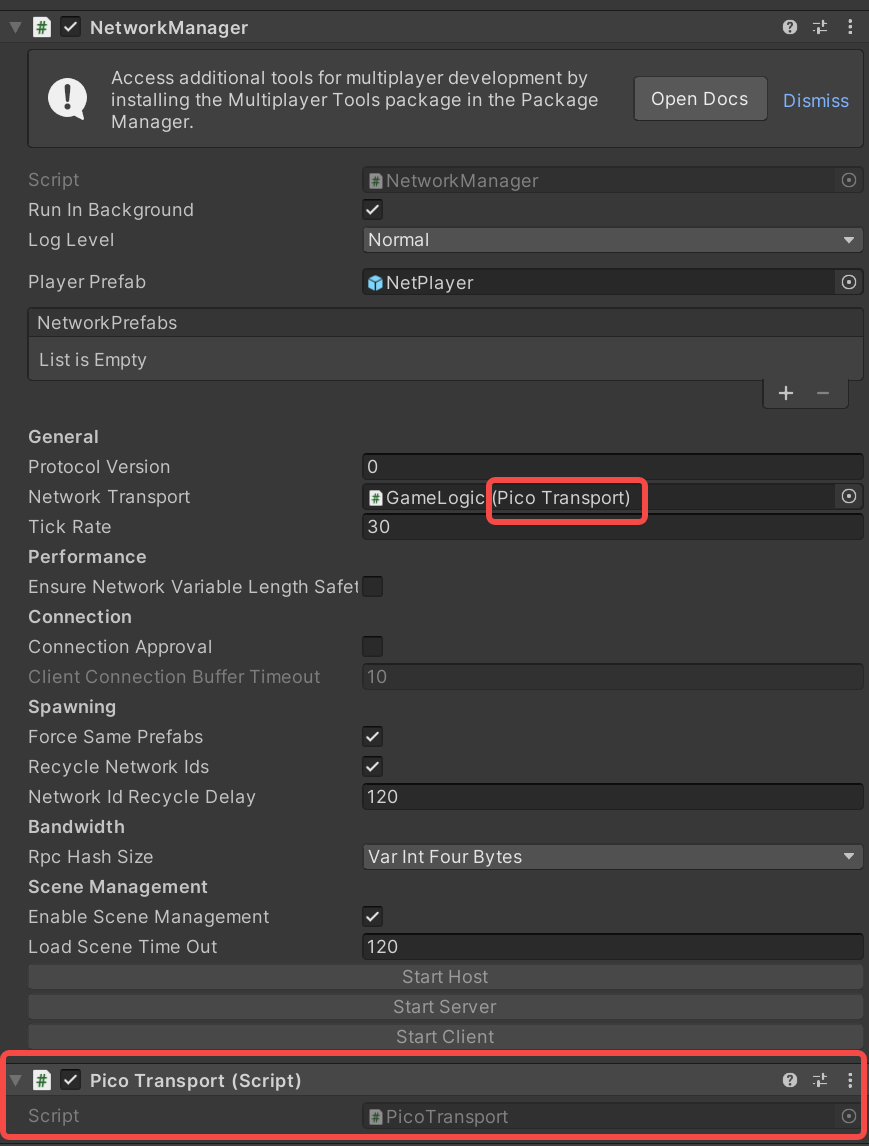 NetworkManager
Access additional tools for multiplayer development by
installing the Multiplayer Tools package in the Package
Manager.
Open Docs
Dismiss
Script
NetworkManager
Run In Background
Log Level
Normal
Player Prefab
NetPlayer
NetworkPrefabs
List is Empty
General
Protocol Version
0
Network Transport
GameLogic (Pico Transport)
Tick Rate
30
Performance
Ensure Network Variable Length Safet
Connection
Connection Approval
Client Connection Buffer Timeout
10
Spawning
Force Same Prefabs
Recycle Network Ids
Network Id Recycle Delay
120
Bandwidth
Rpc Hash Size
Var Int Four Bytes
Scene Management
Enable Scene Management
Load Scene Time Out
120
Start Host
Start Server
Start Client
Pico Transport (Script)
Script
PicoTransport